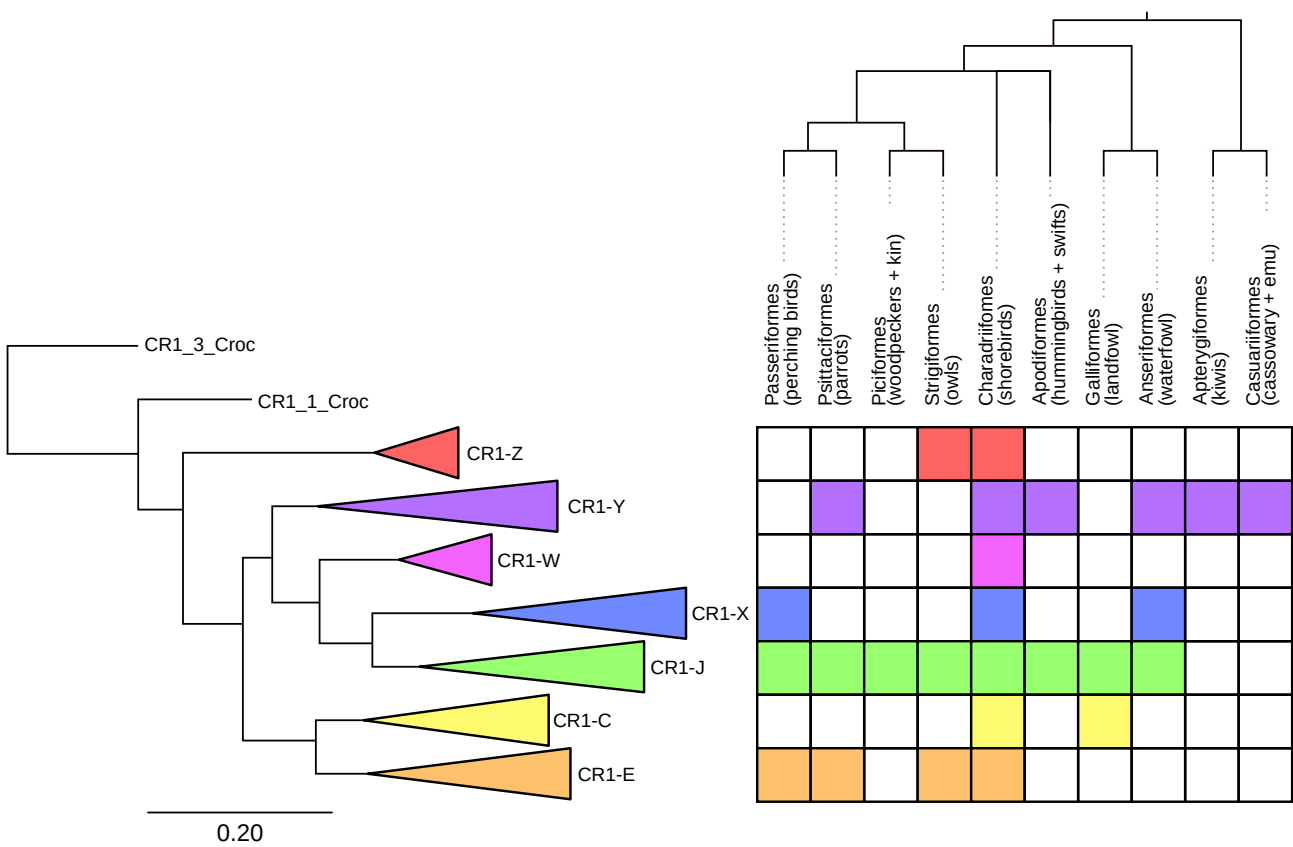 Passeriformes
(perching birds)
Psittaciformes
(parrots)
Piciformes
(woodpeckers + kin)
Strigiformes
(owls)
Charadriiformes
(shorebirds)
Apodiformes
(hummingbirds + swifts)
Galliformes
(landfowl)
Anseriformes
(waterfowl)
Apterygiformes
(kiwis)
Casuariiformes
(cassowary + emu)
CR1_3_Croc
CR1_1_Croc
CR1-Z
CR1-Y
CR1-W
CR1-X
CR1-J
CR1-C
CR1-E
0.20